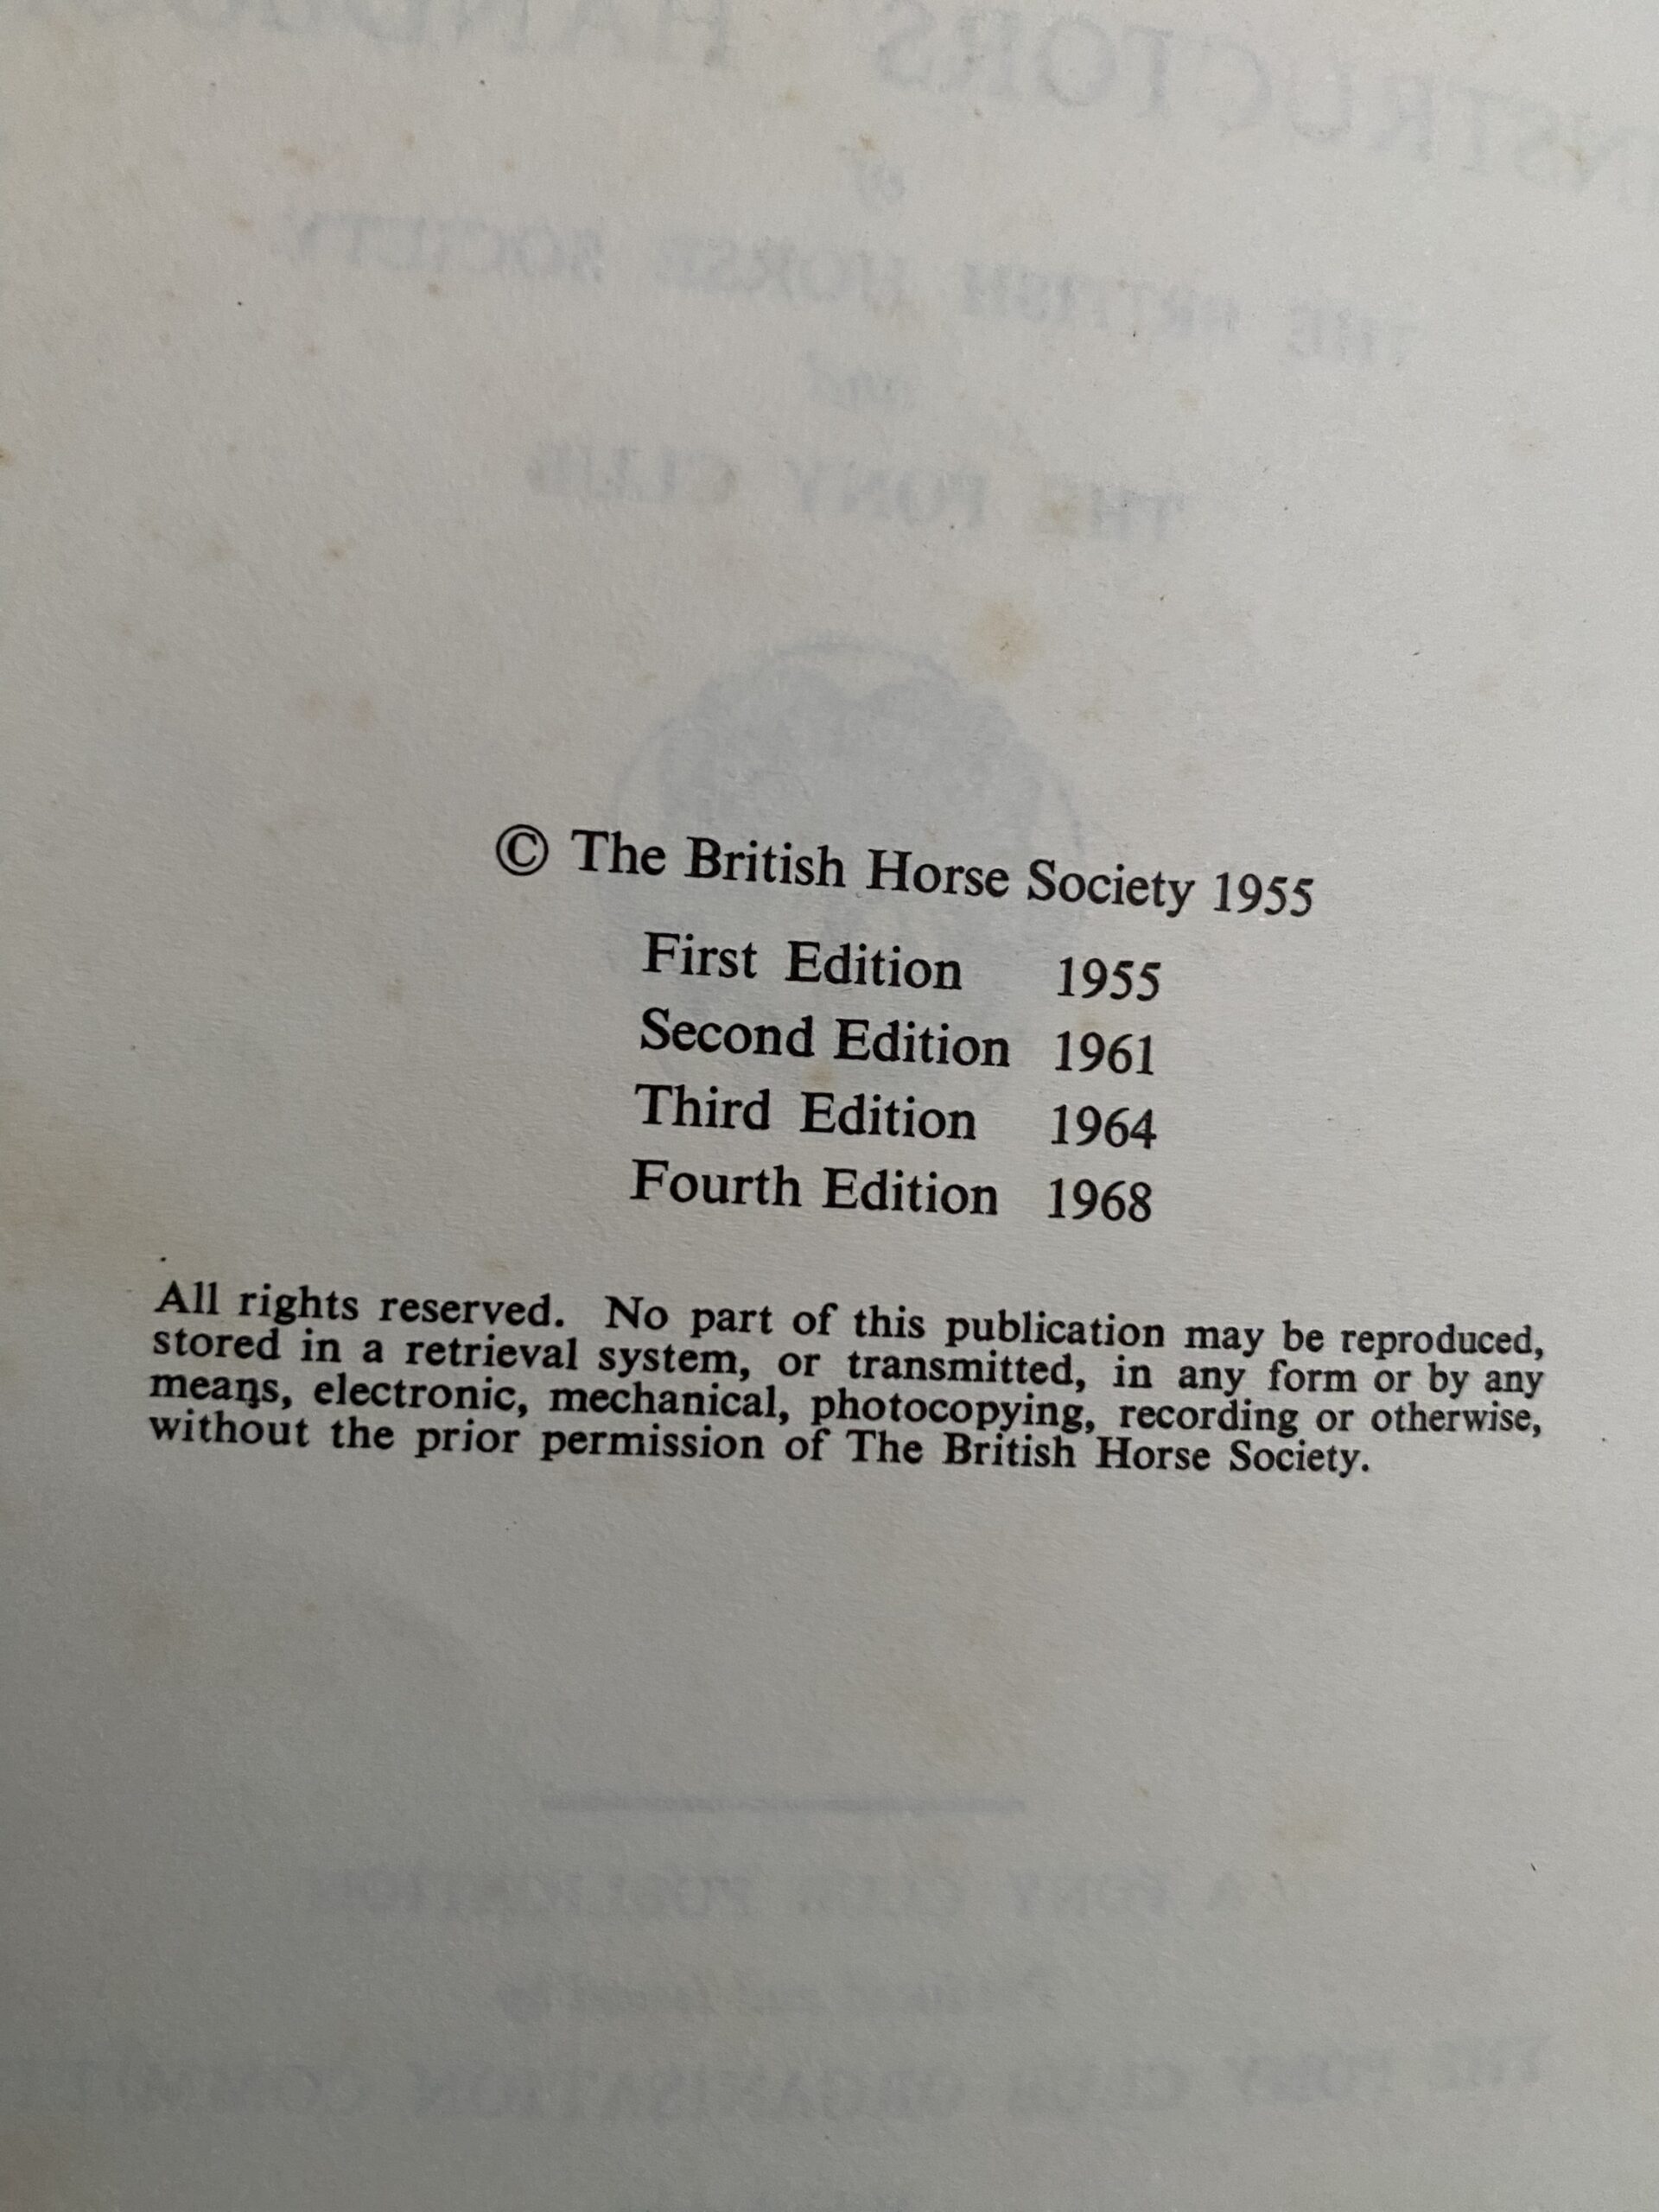 © The British Horse Society 1955
First Edition 1955
Second Edition 1961
Third Edition 1964
Fourth Edition 1968
All rights reserved. No part of this publication may be reproduced,
stored in a retrieval system, or transmitted, in any form or by any
means, electronic, mechanical, photocopying, recording or otherwise,
without the prior permission of The British Horse Society.